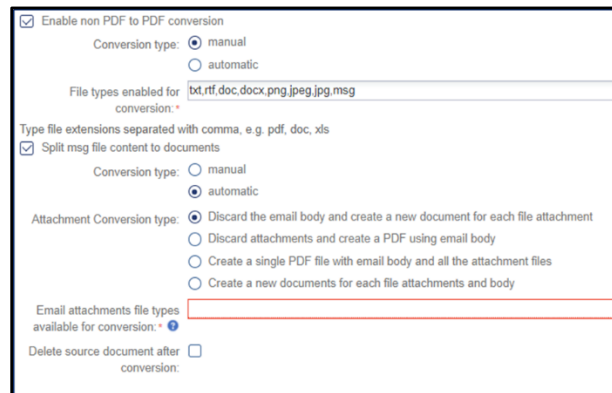 Enable non PDF to PDF conversion
Conversion type: manual
automatic
File types enabled for
conversion: *
txt,rtf,doc,docx,png,jpeg,jpg,msg
Type file extensions separated with comma, e.g. pdf, doc, xls
Split msg file content to documents
Conversion type: manual
automatic
Attachment Conversion type: Discard the email body and create a new document for each file attachment
Discard attachments and create a PDF using email body
Create a single PDF file with email body and all the attachment files
Create a new documents for each file attachments and body
Email attachments file types
available for conversion: * ?
Delete source document after
conversion: